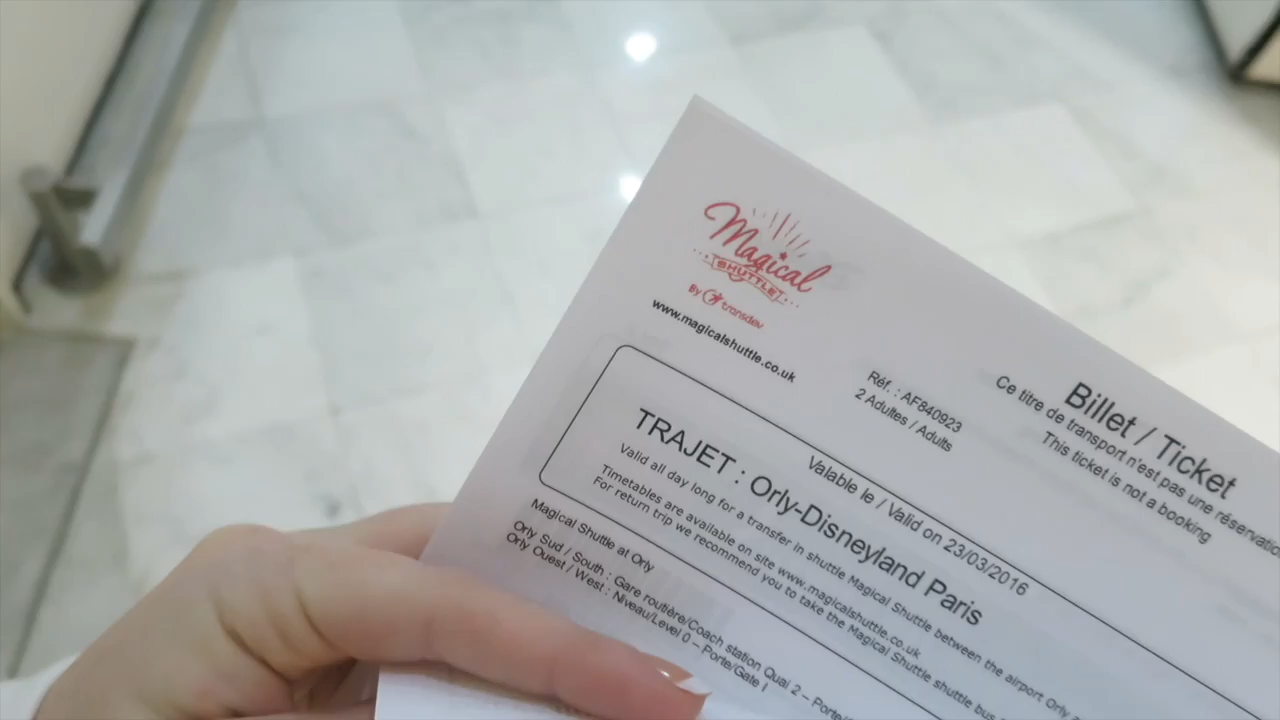 Magical
SHUTTLE
By transdev
www.magicalshuttle.co.uk
Réf. : AF840923
2 Adultes / Adults
Billet / Ticket
Ce titre de transport n'est pas une
This ticket is not a booking
Valable le / Valid on 23/03/2016
TRAJET : Orly-Disneyland Paris
Valid all day long for a transfer in shuttle Magical Shuttle between the airport Orly
Timetables are available on site www.magicalshuttle.co.uk
For return trip we recommend you to take the Magical Shuttle shuttle bus
Magical Shuttle at Orly
Orly Sud / South : Gare routière/Coach station Quai 2 – Porte/
Orly Ouest / West : Niveau/Level 0 – Porte/Gate I